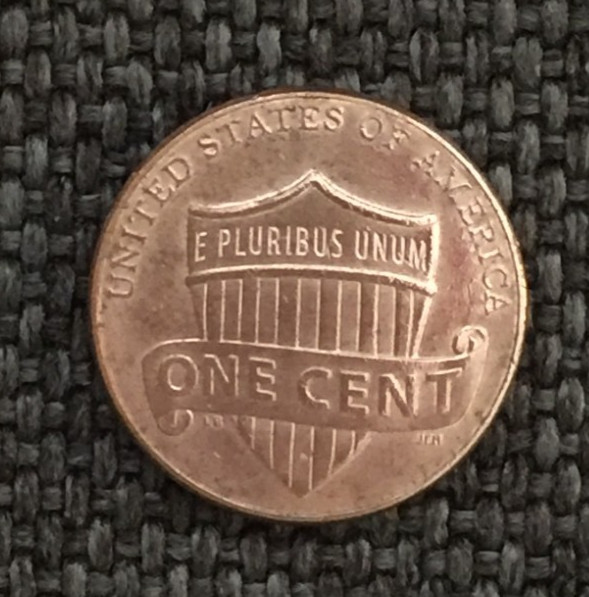 UNITED STATES OF AMERICA
E PLURIBUS UNUM
ONE CENT